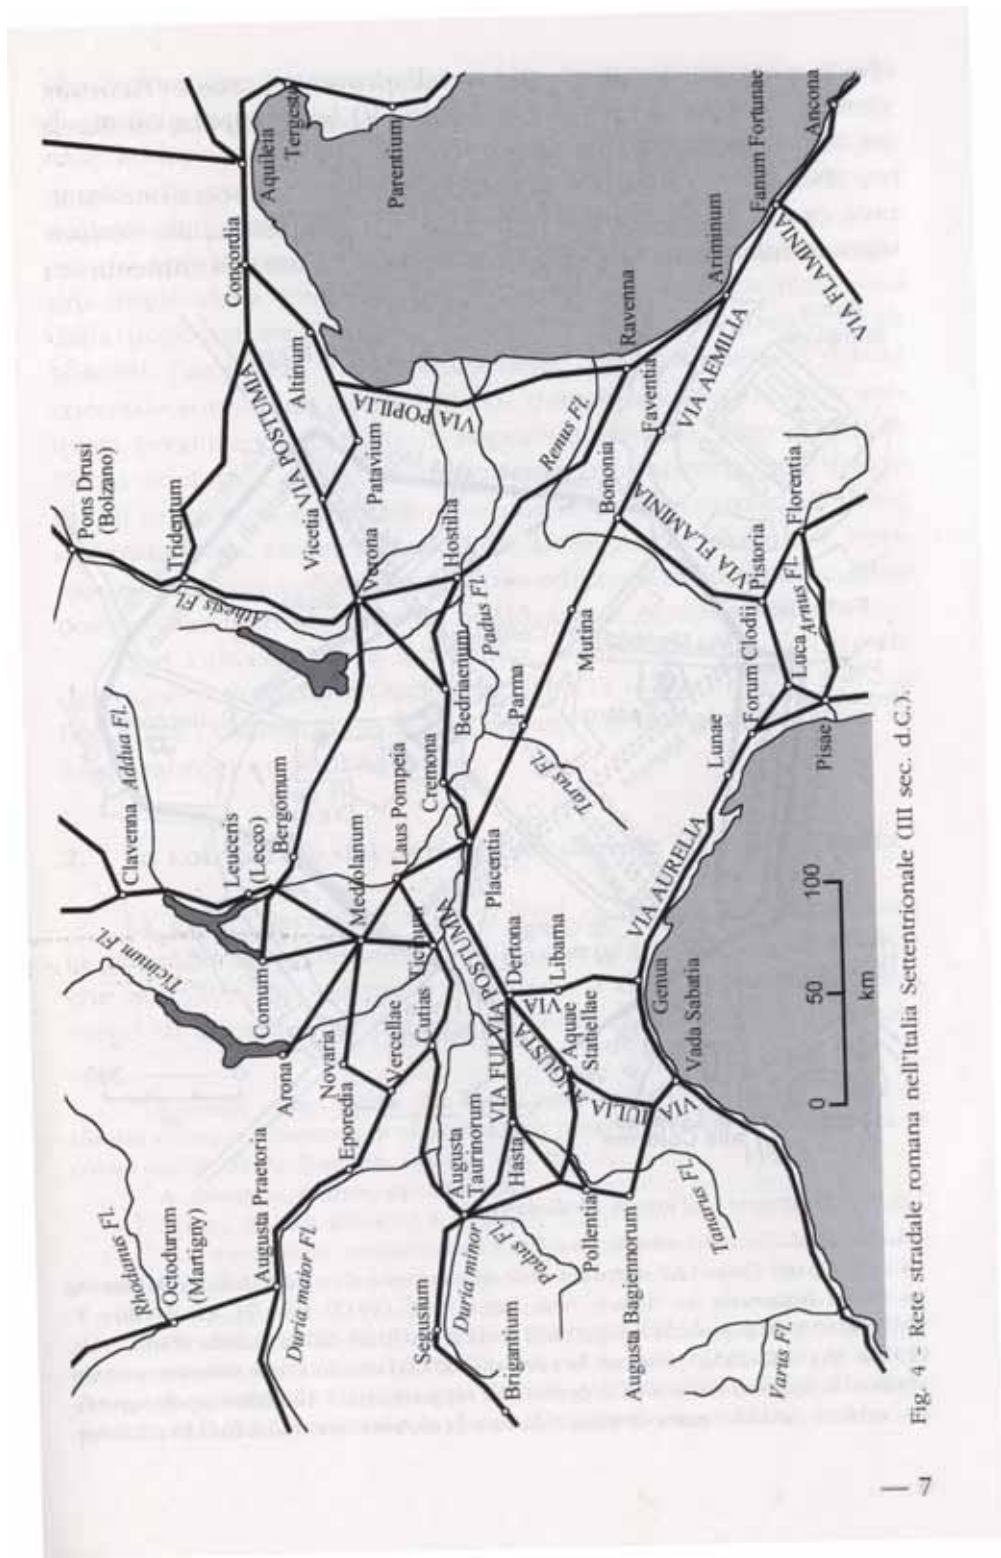 Rhodanus Fl.
Octodurum
(Martigny)
Augusta Praetoria
Duria maior Fl.
Segusium
Duria minor
Brigantium
Augusta
Taurinorum
Eporedia
Padus Fl.
Pollentia
Augusta Bagiennorum
Varus Fl.
Tanarus Fl.
Ticinum Fl.
Arona
Novaria
Vercellae
Cutias
Hasta
VIA FULVIA
Comum
Clavenna
Addua Fl.
Leuceris
(Lecco)
Bergomum
Mediolanum
Laus Pompeia
Ticinum
VIA POSTUMIA
Dertona
Libarna
VIA
IULIA AUGUSTA
Aquae
Statiellae
VIA
Genua
Vada Sabatia
VIA AURELIA
Placentia
Cremona
Bedriacum
Padus Fl.
Parma
Tarus Fl.
Lunae
Forum Clodii
Luca
Pisae
Arnus Fl.
Pistoria
Florentia
VIA FLAMINIA
Mutina
Bononia
Pons Drusi
(Bolzano)
Tridentum
Athesis Fl.
Verona
Hostilia
Vicetia
VIA POSTUMIA
Patavium
Altinum
VIA POPILIA
Renus Fl.
Concordia
Aquileia
Tergeste
Parentium
Ravenna
Faventia
VIA AEMILIA
Ariminum
Fanum Fortunae
Ancona
VIA FLAMINIA
0 50 100
km
Fig. 4 - Rete stradale romana nell'Italia Settentrionale (III sec. d.C.).
— 7